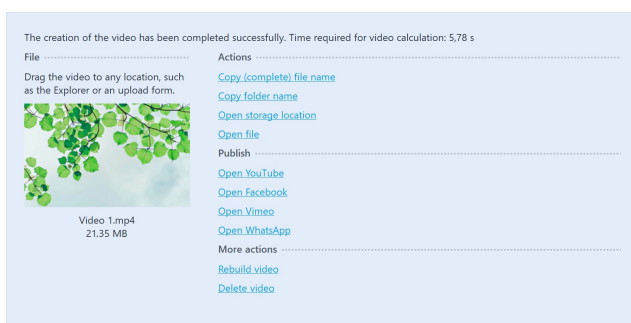 The creation of the video has been completed successfully. Time required for video calculation: 5,78 s
File
Drag the video to any location, such
as the Explorer or an upload form.
Video 1.mp4
21.35 MB
Actions
Copy (complete) file name
Copy folder name
Open storage location
Open file
Publish
Open YouTube
Open Facebook
Open Vimeo
Open WhatsApp
More actions
Rebuild video
Delete video